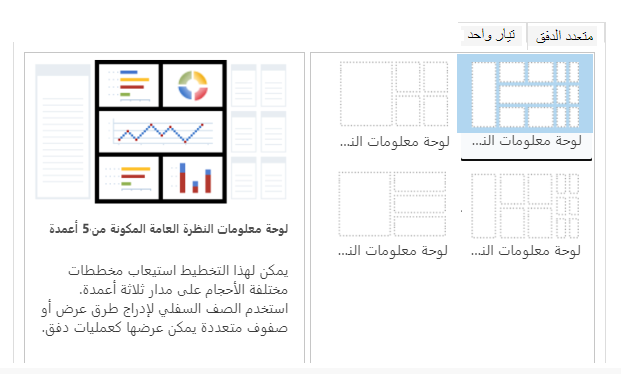 متعدد الدفق
تيار واحد
لوحة معلومات الن...
لوحة معلومات الن...
لوحة معلومات الن...
لوحة معلومات الن...
لوحة معلومات النظرة العامة المكونة من 5 أعمدة
يمكن لهذا التخطيط استيعاب مخططات
مختلفة الأحجام على مدار ثلاثة أعمدة.
استخدم الصف السفلي لإدراج طرق عرض أو
صفوف متعددة يمكن عرضها كعمليات دفق.